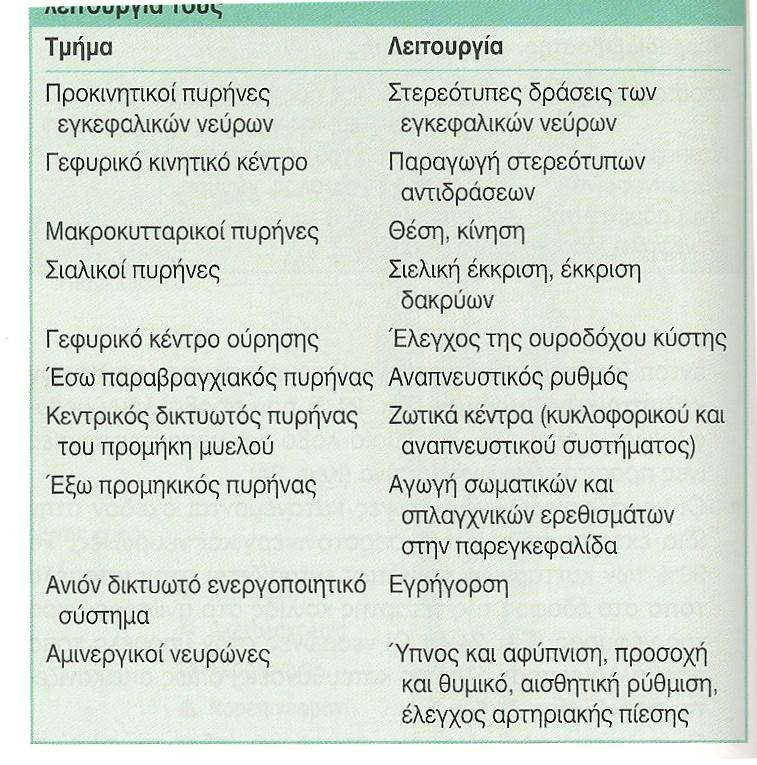 λειτουργία τους
Τμήμα Λειτουργία
Προκινητικοί πυρήνες Στερεότυπες δράσεις των
εγκεφαλικών νεύρων εγκεφαλικών νεύρων
Γεφυρικό κινητικό κέντρο Παραγωγή στερεότυπων
αντιδράσεων
Μακροκυτταρικοί πυρήνες Θέση, κίνηση
Σιαλικοί πυρήνες Σιελική έκκριση, έκκριση
δακρύων
Γεφυρικό κέντρο ούρησης Έλεγχος της ουροδόχου κύστης
Έσω παραβραγχιακός πυρήνας Αναπνευστικός ρυθμός
Κεντρικός δικτυωτός πυρήνας Ζωτικά κέντρα (κυκλοφορικού και
του προμήκη μυελού αναπνευστικού συστήματος)
Έξω προμηκικός πυρήνας Αγωγή σωματικών και
σπλαγχνικών ερεθισμάτων
στην παρεγκεφαλίδα
Ανιόν δικτυωτό ενεργοποιητικό Εγρήγορση
σύστημα
Αμινεργικοί νευρώνες Ύπνος και αφύπνιση, προσοχή
και θυμικό, αισθητική ρύθμιση,
έλεγχος αρτηριακής πίεσης